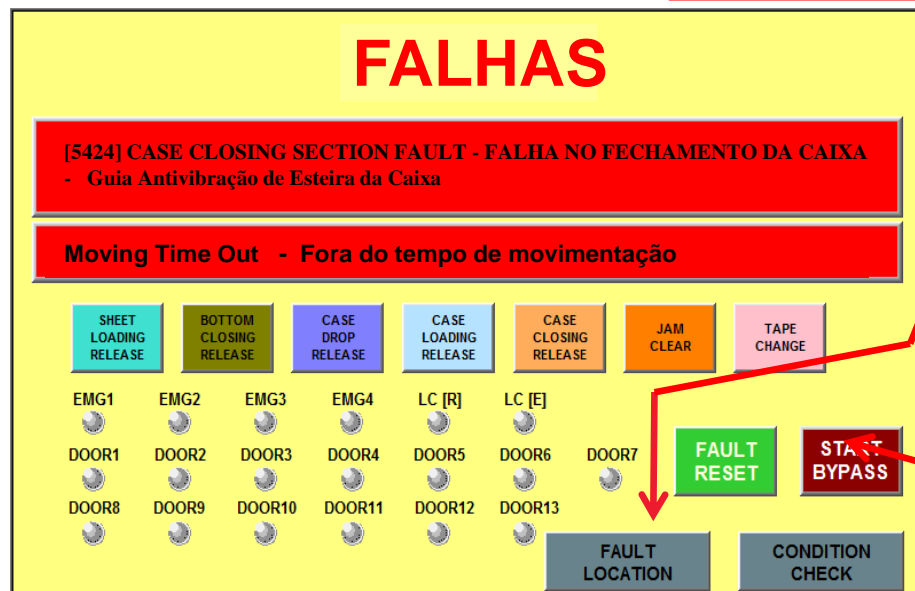 FALHAS
[5424] CASE CLOSING SECTION FAULT - FALHA NO FECHAMENTO DA CAIXA
- Guia Antivibração de Esteira da Caixa
Moving Time Out - Fora do tempo de movimentação
SHEET
LOADING
RELEASE
BOTTOM
CLOSING
RELEASE
CASE
DROP
RELEASE
CASE
LOADING
RELEASE
CASE
CLOSING
RELEASE
JAM
CLEAR
TAPE
CHANGE
EMG1 EMG2 EMG3 EMG4 LC [R] LC [E]
DOOR1 DOOR2 DOOR3 DOOR4 DOOR5 DOOR6 DOOR7
DOOR8 DOOR9 DOOR10 DOOR11 DOOR12 DOOR13
FAULT
RESET
START
BYPASS
FAULT
LOCATION
CONDITION
CHECK